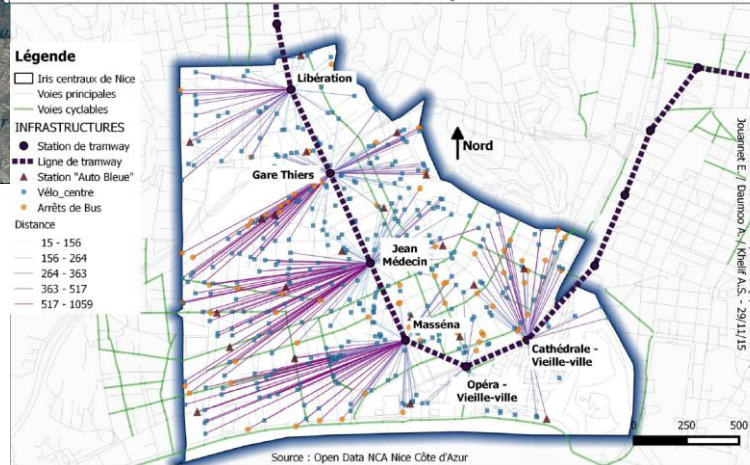 Légende
Iris centraux de Nice
Voies principales
Voies cyclables
INFRASTRUCTURES
Station de tramway
Ligne de tramway
Station "Auto Bleue"
Vélo_centre
Arrêts de Bus
Distance
15 - 156
156 - 264
264 - 363
363 - 517
517 - 1059
Libération
Nord
Gare Thiers
Jean
Médecin
Masséna
Cathédrale -
Vieille-ville
Opéra -
Vieille-ville
Jouannet E./ Daumoo A./ Khelif A.S. - 29/11/15
0 250 500
Source : Open Data NCA Nice Côte d'Azur